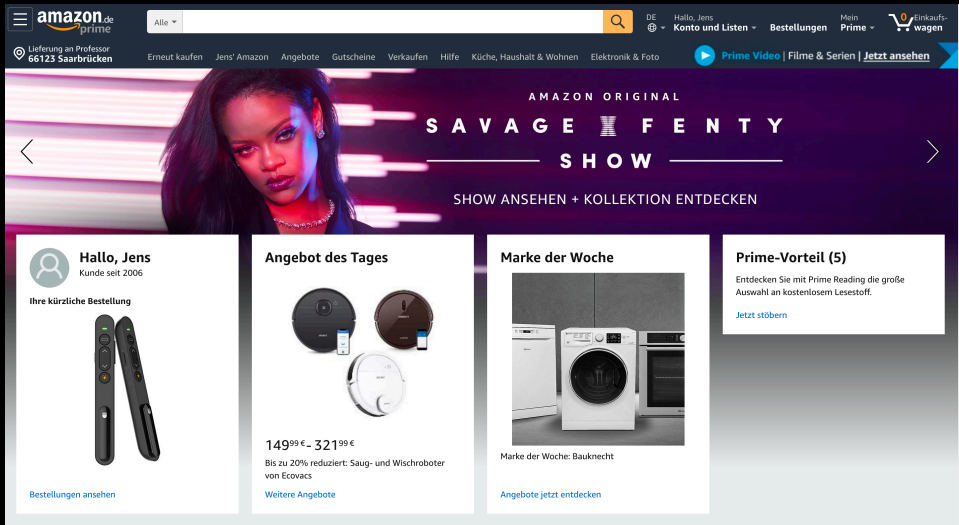 amazon.de
prime
Alle
DE
Hallo, Jens
Konto und Listen
Bestellungen
Mein
Prime
0
Einkaufs-
wagen
Lieferung an Professor
66123 Saarbrücken
Erneut kaufen
Jens' Amazon
Angebote
Gutscheine
Verkaufen
Hilfe
Küche, Haushalt & Wohnen
Elektronik & Foto
Prime Video | Filme & Serien | Jetzt ansehen
AMAZON ORIGINAL
SAVAGE X FENTY
SHOW
SHOW ANSEHEN + KOLLEKTION ENTDECKEN
Hallo, Jens
Kunde seit 2006
Ihre kürzliche Bestellung
Bestellungen ansehen
Angebot des Tages
149⁹⁹ € - 321⁹⁹ €
Bis zu 20% reduziert: Saug- und Wischroboter
von Ecovacs
Weitere Angebote
Marke der Woche
Marke der Woche: Bauknecht
Angebote jetzt entdecken
Prime-Vorteil (5)
Entdecken Sie mit Prime Reading die große
Auswahl an kostenlosem Lesestoff.
Jetzt stöbern